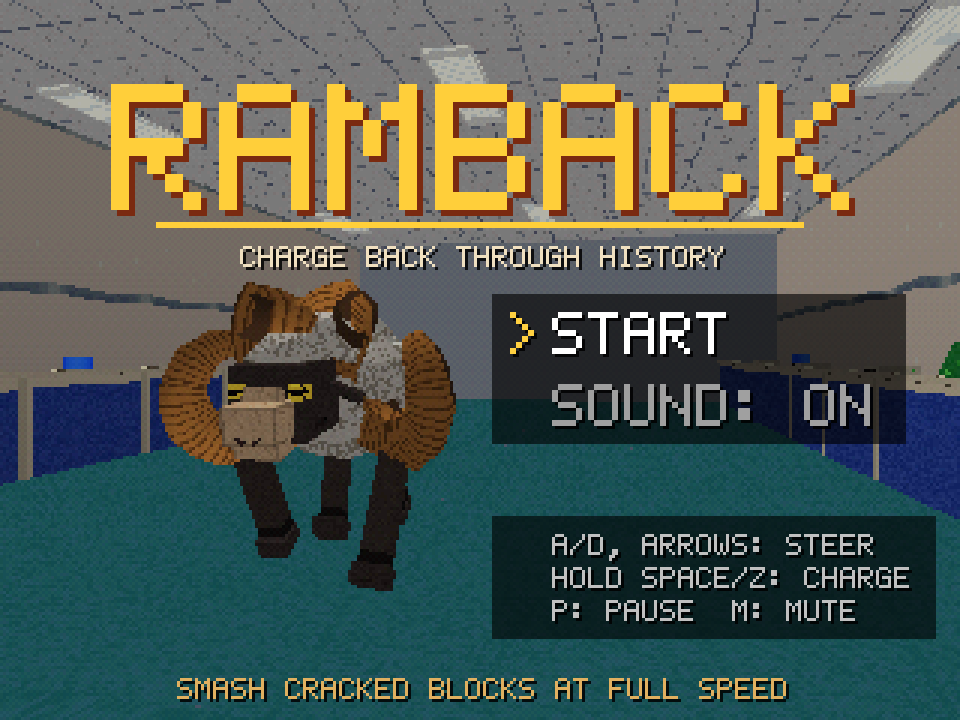 RAMBACK
CHARGE BACK THROUGH HISTORY
> START
SOUND: ON
A/D, ARROWS: STEER
HOLD SPACE/Z: CHARGE
P: PAUSE M: MUTE
SMASH CRACKED BLOCKS AT FULL SPEED